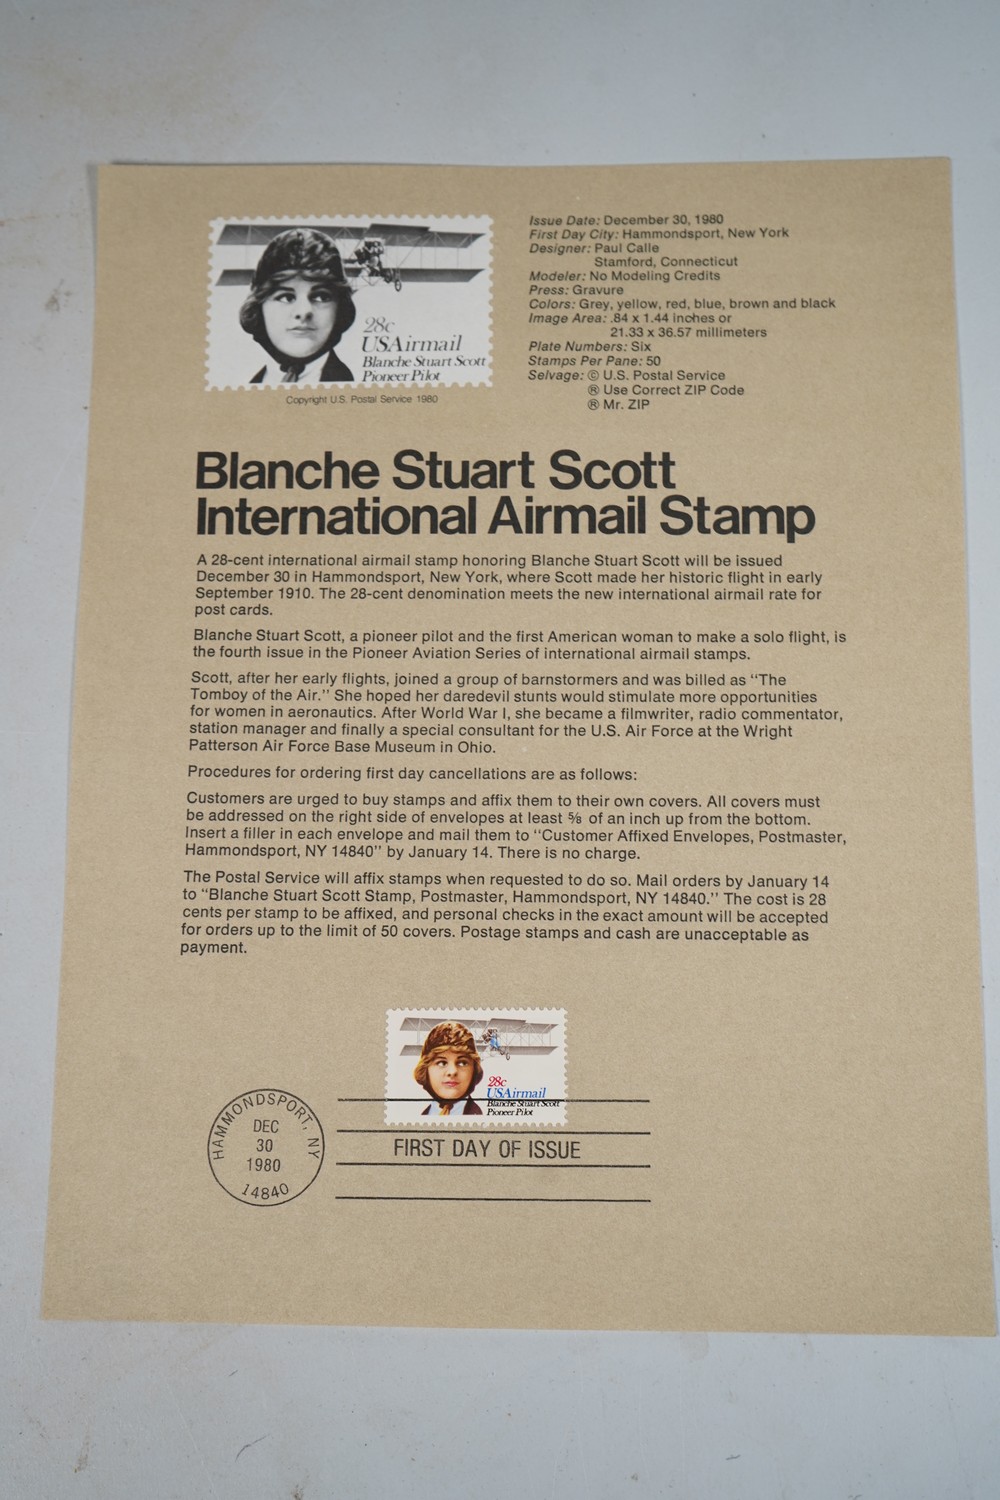 28c
USAirmail
Blanche Stuart Scott
Pioneer Pilot
Copyright U.S. Postal Service 1980
Issue Date: December 30, 1980
First Day City: Hammondsport, New York
Designer: Paul Calle
Stamford, Connecticut
Modeler: No Modeling Credits
Press: Gravure
Colors: Grey, yellow, red, blue, brown and black
Image Area: .84 x 1.44 inches or
21.33 x 36.57 millimeters
Plate Numbers: Six
Stamps Per Pane: 50
Selvage: © U.S. Postal Service
® Use Correct ZIP Code
® Mr. ZIP
Blanche Stuart Scott
International Airmail Stamp
A 28-cent international airmail stamp honoring Blanche Stuart Scott will be issued
December 30 in Hammondsport, New York, where Scott made her historic flight in early
September 1910. The 28-cent denomination meets the new international airmail rate for
post cards.
Blanche Stuart Scott, a pioneer pilot and the first American woman to make a solo flight, is
the fourth issue in the Pioneer Aviation Series of international airmail stamps.
Scott, after her early flights, joined a group of barnstormers and was billed as "The
Tomboy of the Air." She hoped her daredevil stunts would stimulate more opportunities
for women in aeronautics. After World War I, she became a filmwriter, radio commentator,
station manager and finally a special consultant for the U.S. Air Force at the Wright
Patterson Air Force Base Museum in Ohio.
Procedures for ordering first day cancellations are as follows:
Customers are urged to buy stamps and affix them to their own covers. All covers must
be addressed on the right side of envelopes at least ⅝ of an inch up from the bottom.
Insert a filler in each envelope and mail them to "Customer Affixed Envelopes, Postmaster,
Hammondsport, NY 14840" by January 14. There is no charge.
The Postal Service will affix stamps when requested to do so. Mail orders by January 14
to "Blanche Stuart Scott Stamp, Postmaster, Hammondsport, NY 14840." The cost is 28
cents per stamp to be affixed, and personal checks in the exact amount will be accepted
for orders up to the limit of 50 covers. Postage stamps and cash are unacceptable as
payment.
28c
USAirmail
Blanche Stuart Scott
Pioneer Pilot
HAMMONDSPORT, NY
DEC
30
1980
14840
FIRST DAY OF ISSUE